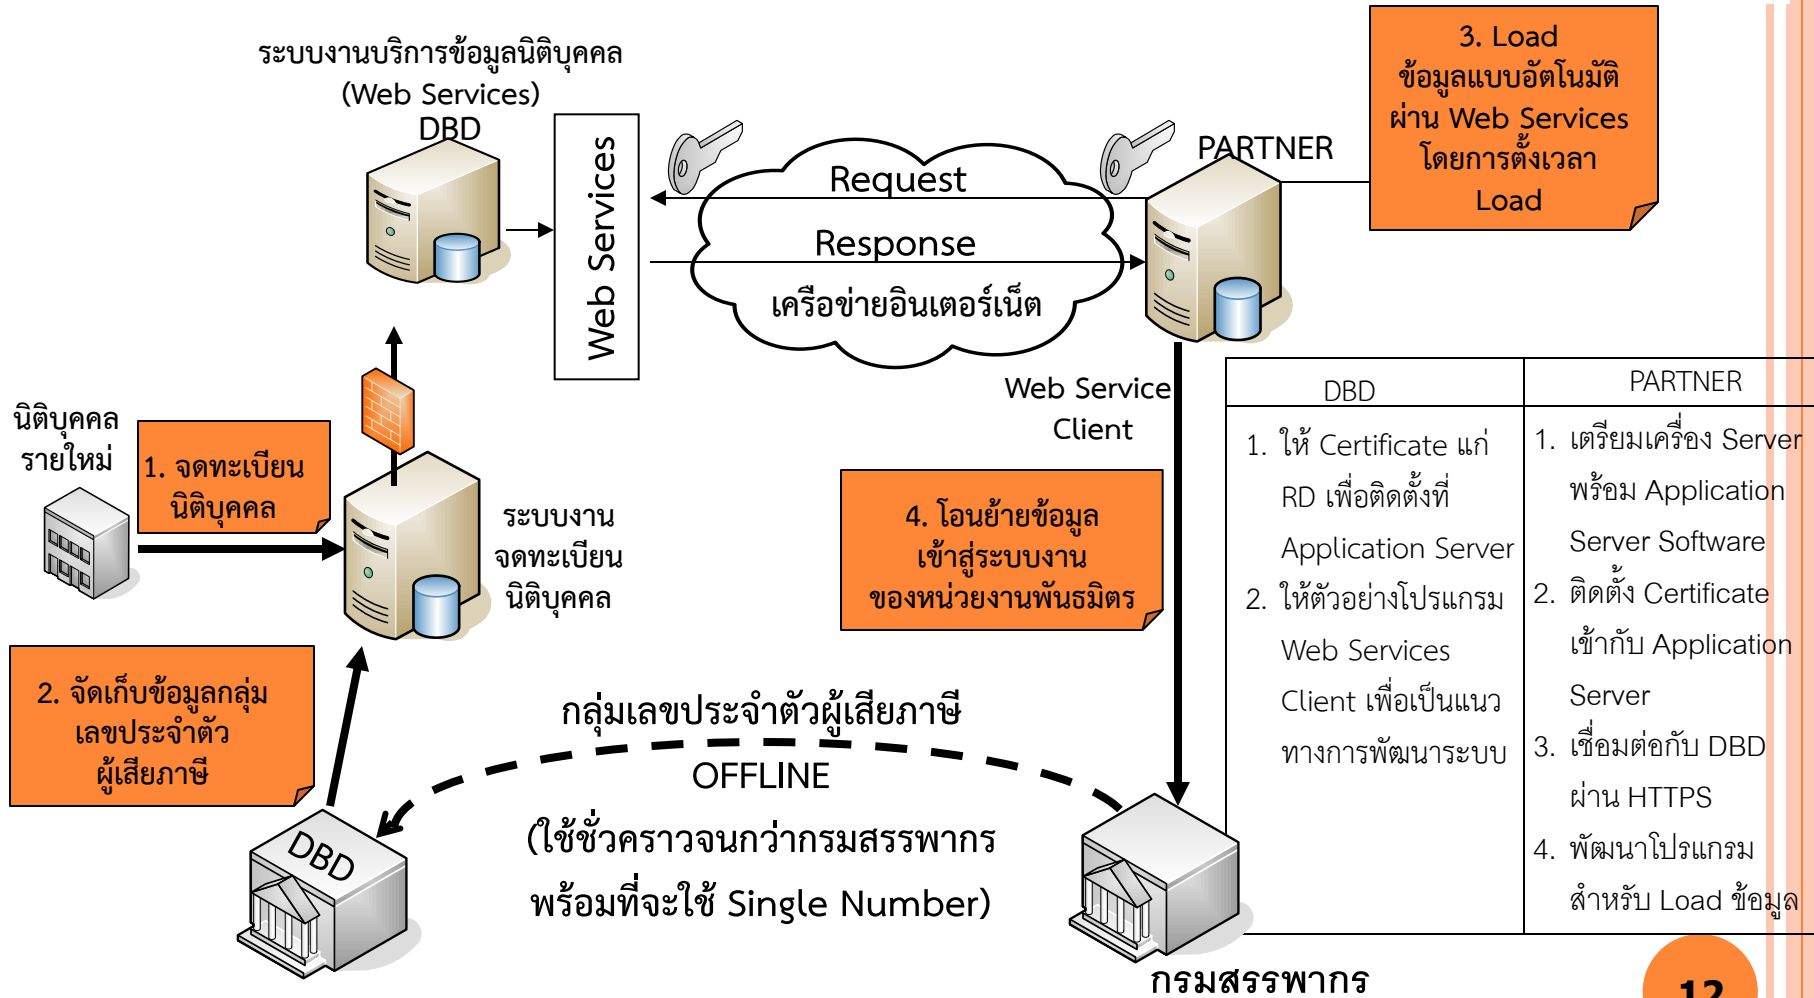 ระบบงานบริการข้อมูลนิติบุคคล
(Web Services)
DBD
Web Services
Request
Response
เครือข่ายอินเตอร์เน็ต
PARTNER
3. Load
ข้อมูลแบบอัตโนมัติ
ผ่าน Web Services
โดยการตั้งเวลา
Load
นิติบุคคล
รายใหม่
1. จดทะเบียน
นิติบุคคล
ระบบงาน
จดทะเบียน
นิติบุคคล
Web Service
Client
4. โอนย้ายข้อมูล
เข้าสู่ระบบงาน
ของหน่วยงานพันธมิตร
2. จัดเก็บข้อมูลกลุ่ม
เลขประจำตัว
ผู้เสียภาษี
กลุ่มเลขประจำตัวผู้เสียภาษี
OFFLINE
(ใช้ชั่วคราวจนกว่ากรมสรรพากร
พร้อมที่จะใช้ Single Number)
DBD
กรมสรรพากร
DBD
1. ให้ Certificate แก่
RD เพื่อติดตั้งที่
Application Server
2. ให้ตัวอย่างโปรแกรม
Web Services
Client เพื่อเป็นแนว
ทางการพัฒนาระบบ
PARTNER
1. เตรียมเครื่อง Server
พร้อม Application
Server Software
2. ติดตั้ง Certificate
เข้ากับ Application
Server
3. เชื่อมต่อกับ DBD
ผ่าน HTTPS
4. พัฒนาโปรแกรม
สำหรับ Load ข้อมูล
12